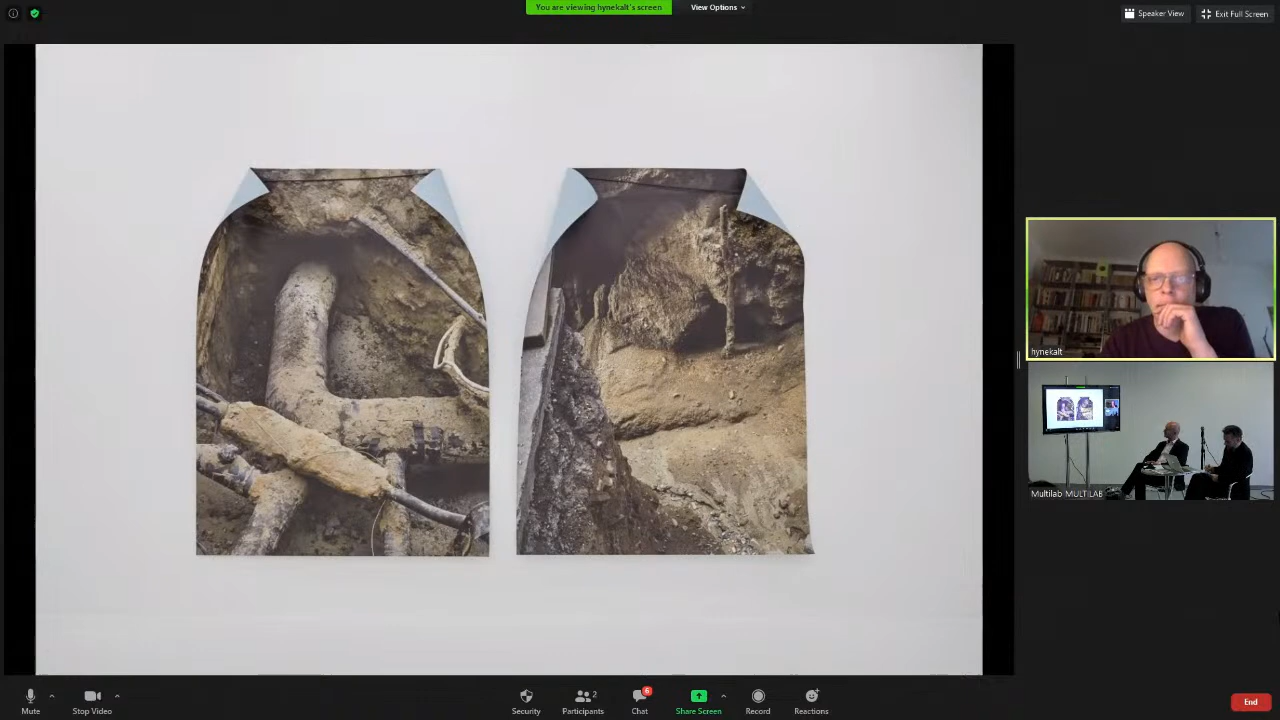 You are viewing hynekalt's screen
View Options
Speaker View
Exit Full Screen
hynekalt
Multilab MULTILAB
Mute
Stop Video
Security
2
Participants
6
Chat
Share Screen
Record
Reactions
End